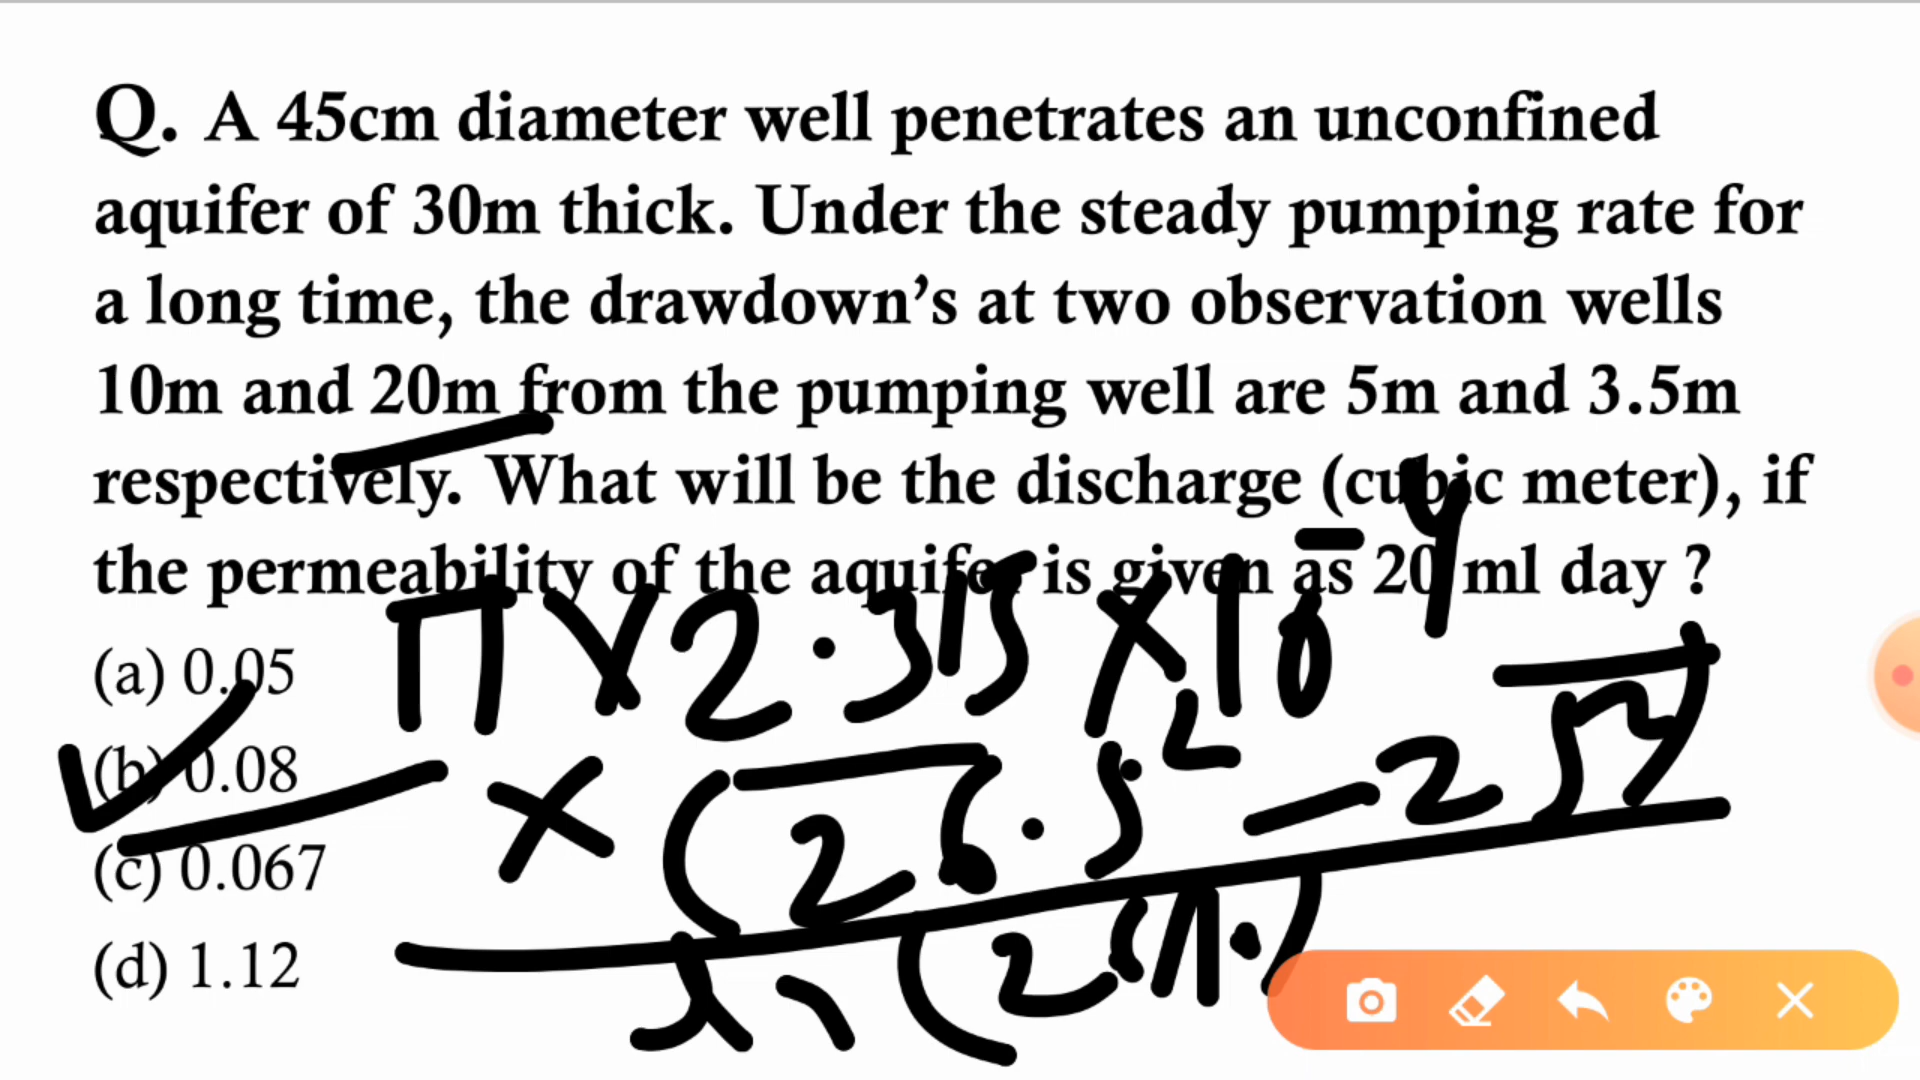 Q. A 45cm diameter well penetrates an unconfined
aquifer of 30m thick. Under the steady pumping rate for
a long time, the drawdown’s at two observation wells
10m and 20m from the pumping well are 5m and 3.5m
respectively. What will be the discharge (cubic meter), if
the permeability of the aquifer is given as 20 ml day ?
(a) 0.05
π × 2.315 × 10⁻⁴
(b) 0.08
× (26.5² - 25²)
(c) 0.067
(d) 1.12